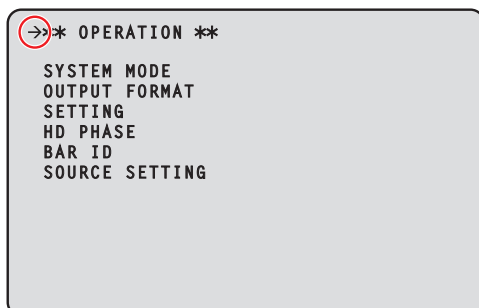 →** OPERATION **
SYSTEM MODE
OUTPUT FORMAT
SETTING
HD PHASE
BAR ID
SOURCE SETTING